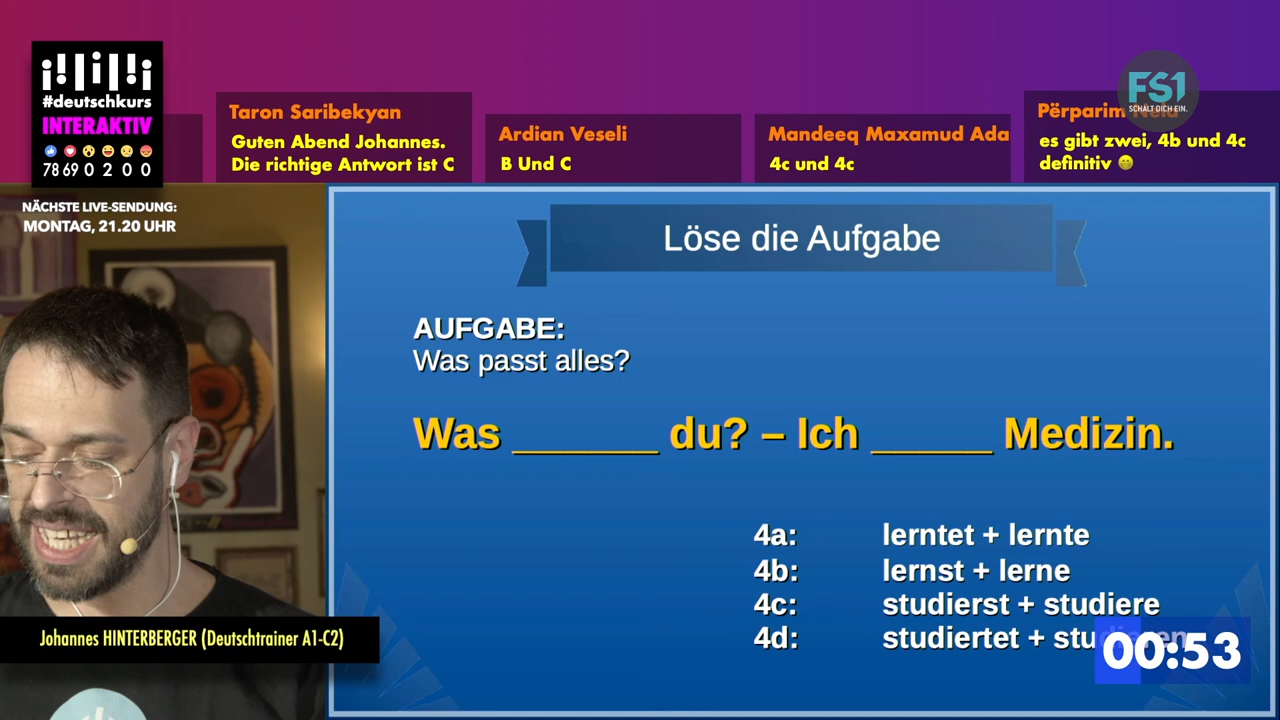 #deutschkurs
INTERAKTIV
78 69 0 2 0 0
NÄCHSTE LIVE-SENDUNG:
MONTAG, 21.20 UHR
Taron Saribekyan
Guten Abend Johannes.
Die richtige Antwort ist C
Ardian Veseli
B Und C
Mandeeq Maxamud Ada
4c und 4c
Përparim
es gibt zwei, 4b und 4c
definitiv
FS1
SCHALT DICH EIN.
Löse die Aufgabe
AUFGABE:
Was passt alles?
Was ______ du? – Ich _____ Medizin.
4a: lerntet + lernte
4b: lernst + lerne
4c: studierst + studiere
4d: studiertet +
00:53
Johannes HINTERBERGER (Deutschtrainer A1-C2)